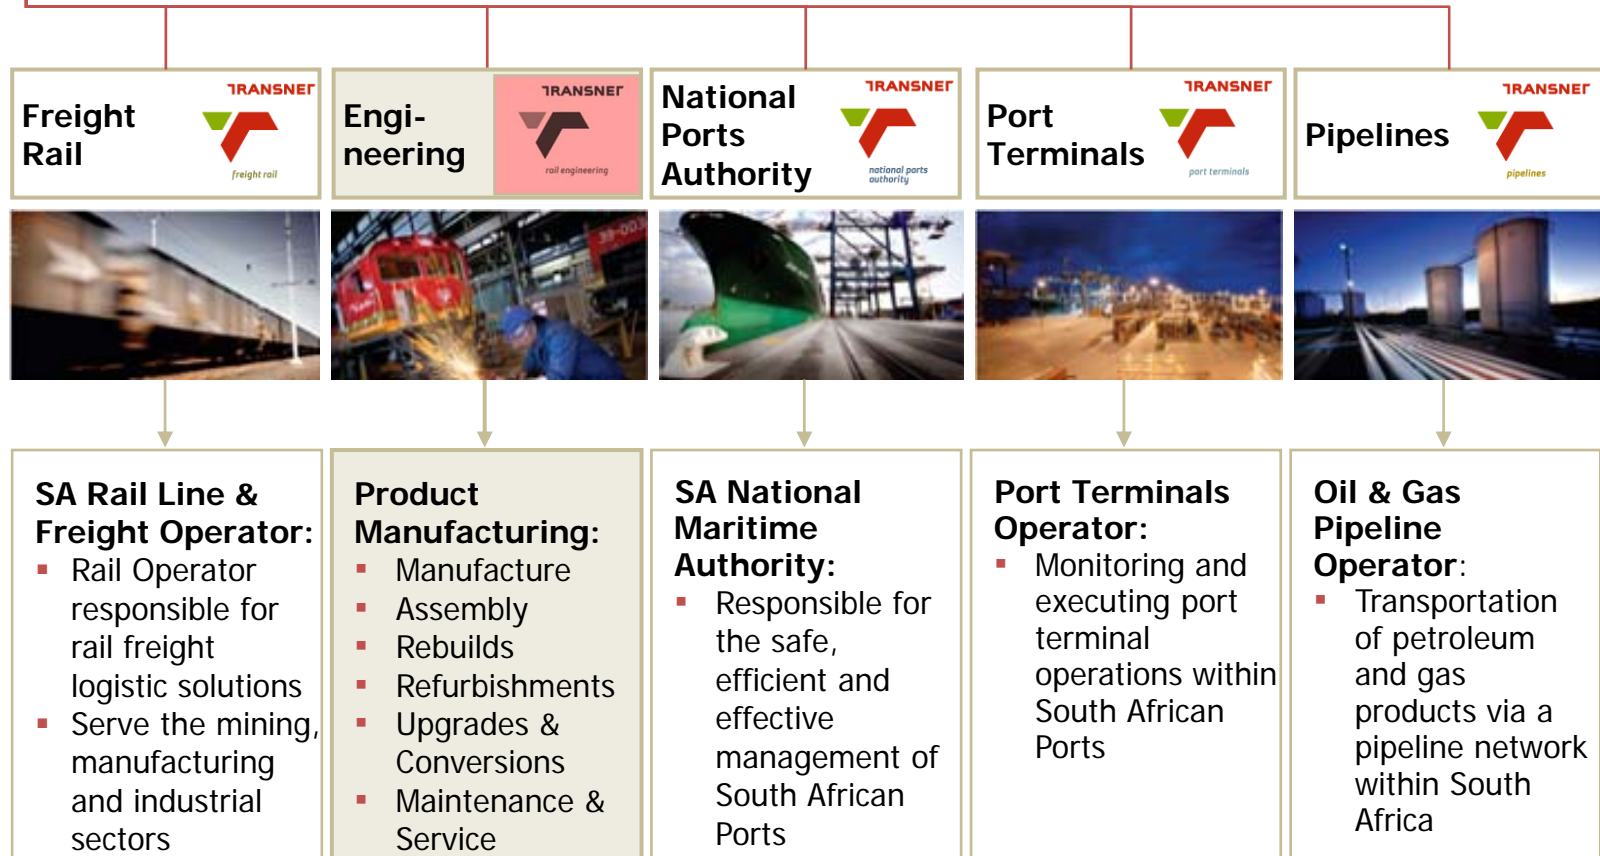 Freight
Rail
TRANSNET
freight rail
Engi-
neering
TRANSNET
rail engineering
National
Ports
Authority
TRANSNET
national ports
authority
Port
Terminals
TRANSNET
port terminals
Pipelines
TRANSNET
pipelines
39-003
SA Rail Line &
Freight Operator:
▪ Rail Operator
responsible for
rail freight
logistic solutions
▪ Serve the mining,
manufacturing
and industrial
sectors
Product
Manufacturing:
▪ Manufacture
▪ Assembly
▪ Rebuilds
▪ Refurbishments
▪ Upgrades &
Conversions
▪ Maintenance &
Service
SA National
Maritime
Authority:
▪ Responsible for
the safe,
efficient and
effective
management of
South African
Ports
Port Terminals
Operator:
▪ Monitoring and
executing port
terminal
operations within
South African
Ports
Oil & Gas
Pipeline
Operator:
▪ Transportation
of petroleum
and gas
products via a
pipeline network
within South
Africa